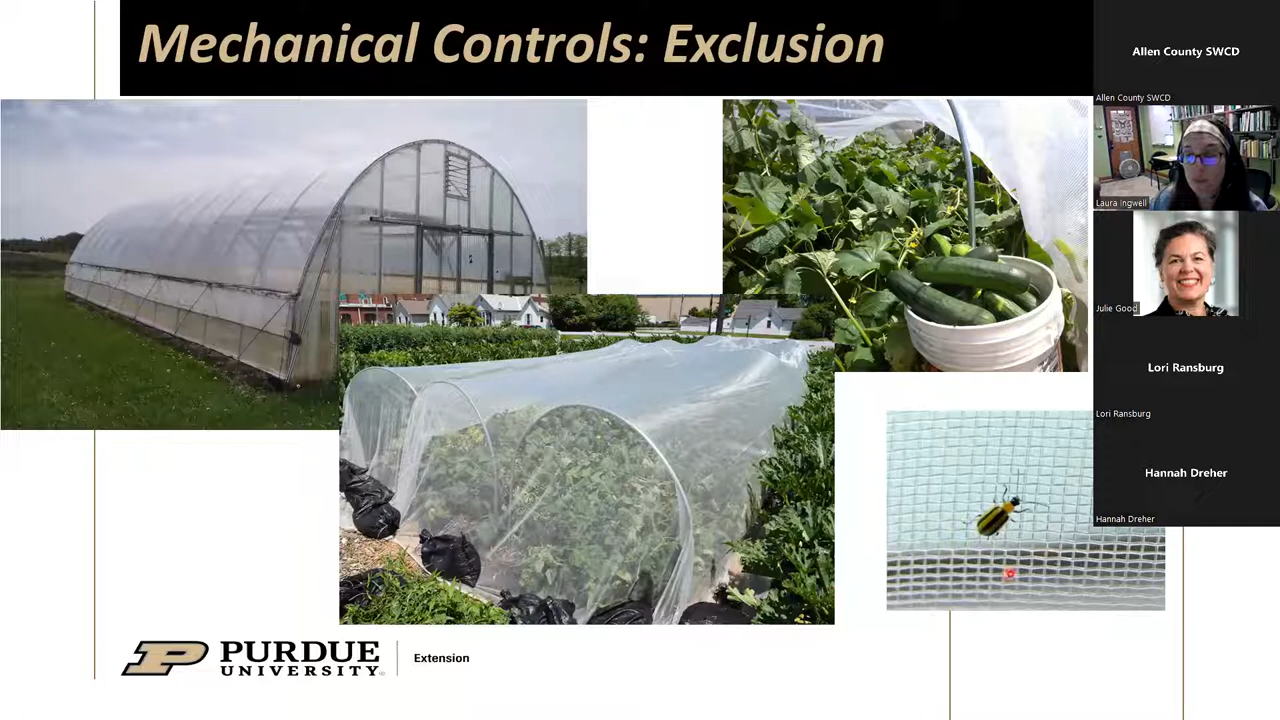 Mechanical Controls: Exclusion
Allen County SWCD
Allen County SWCD
Laura Ingwell
Julie Good
Lori Ransburg
Lori Ransburg
Hannah Dreher
Hannah Dreher
PURDUE
UNIVERSITY
Extension